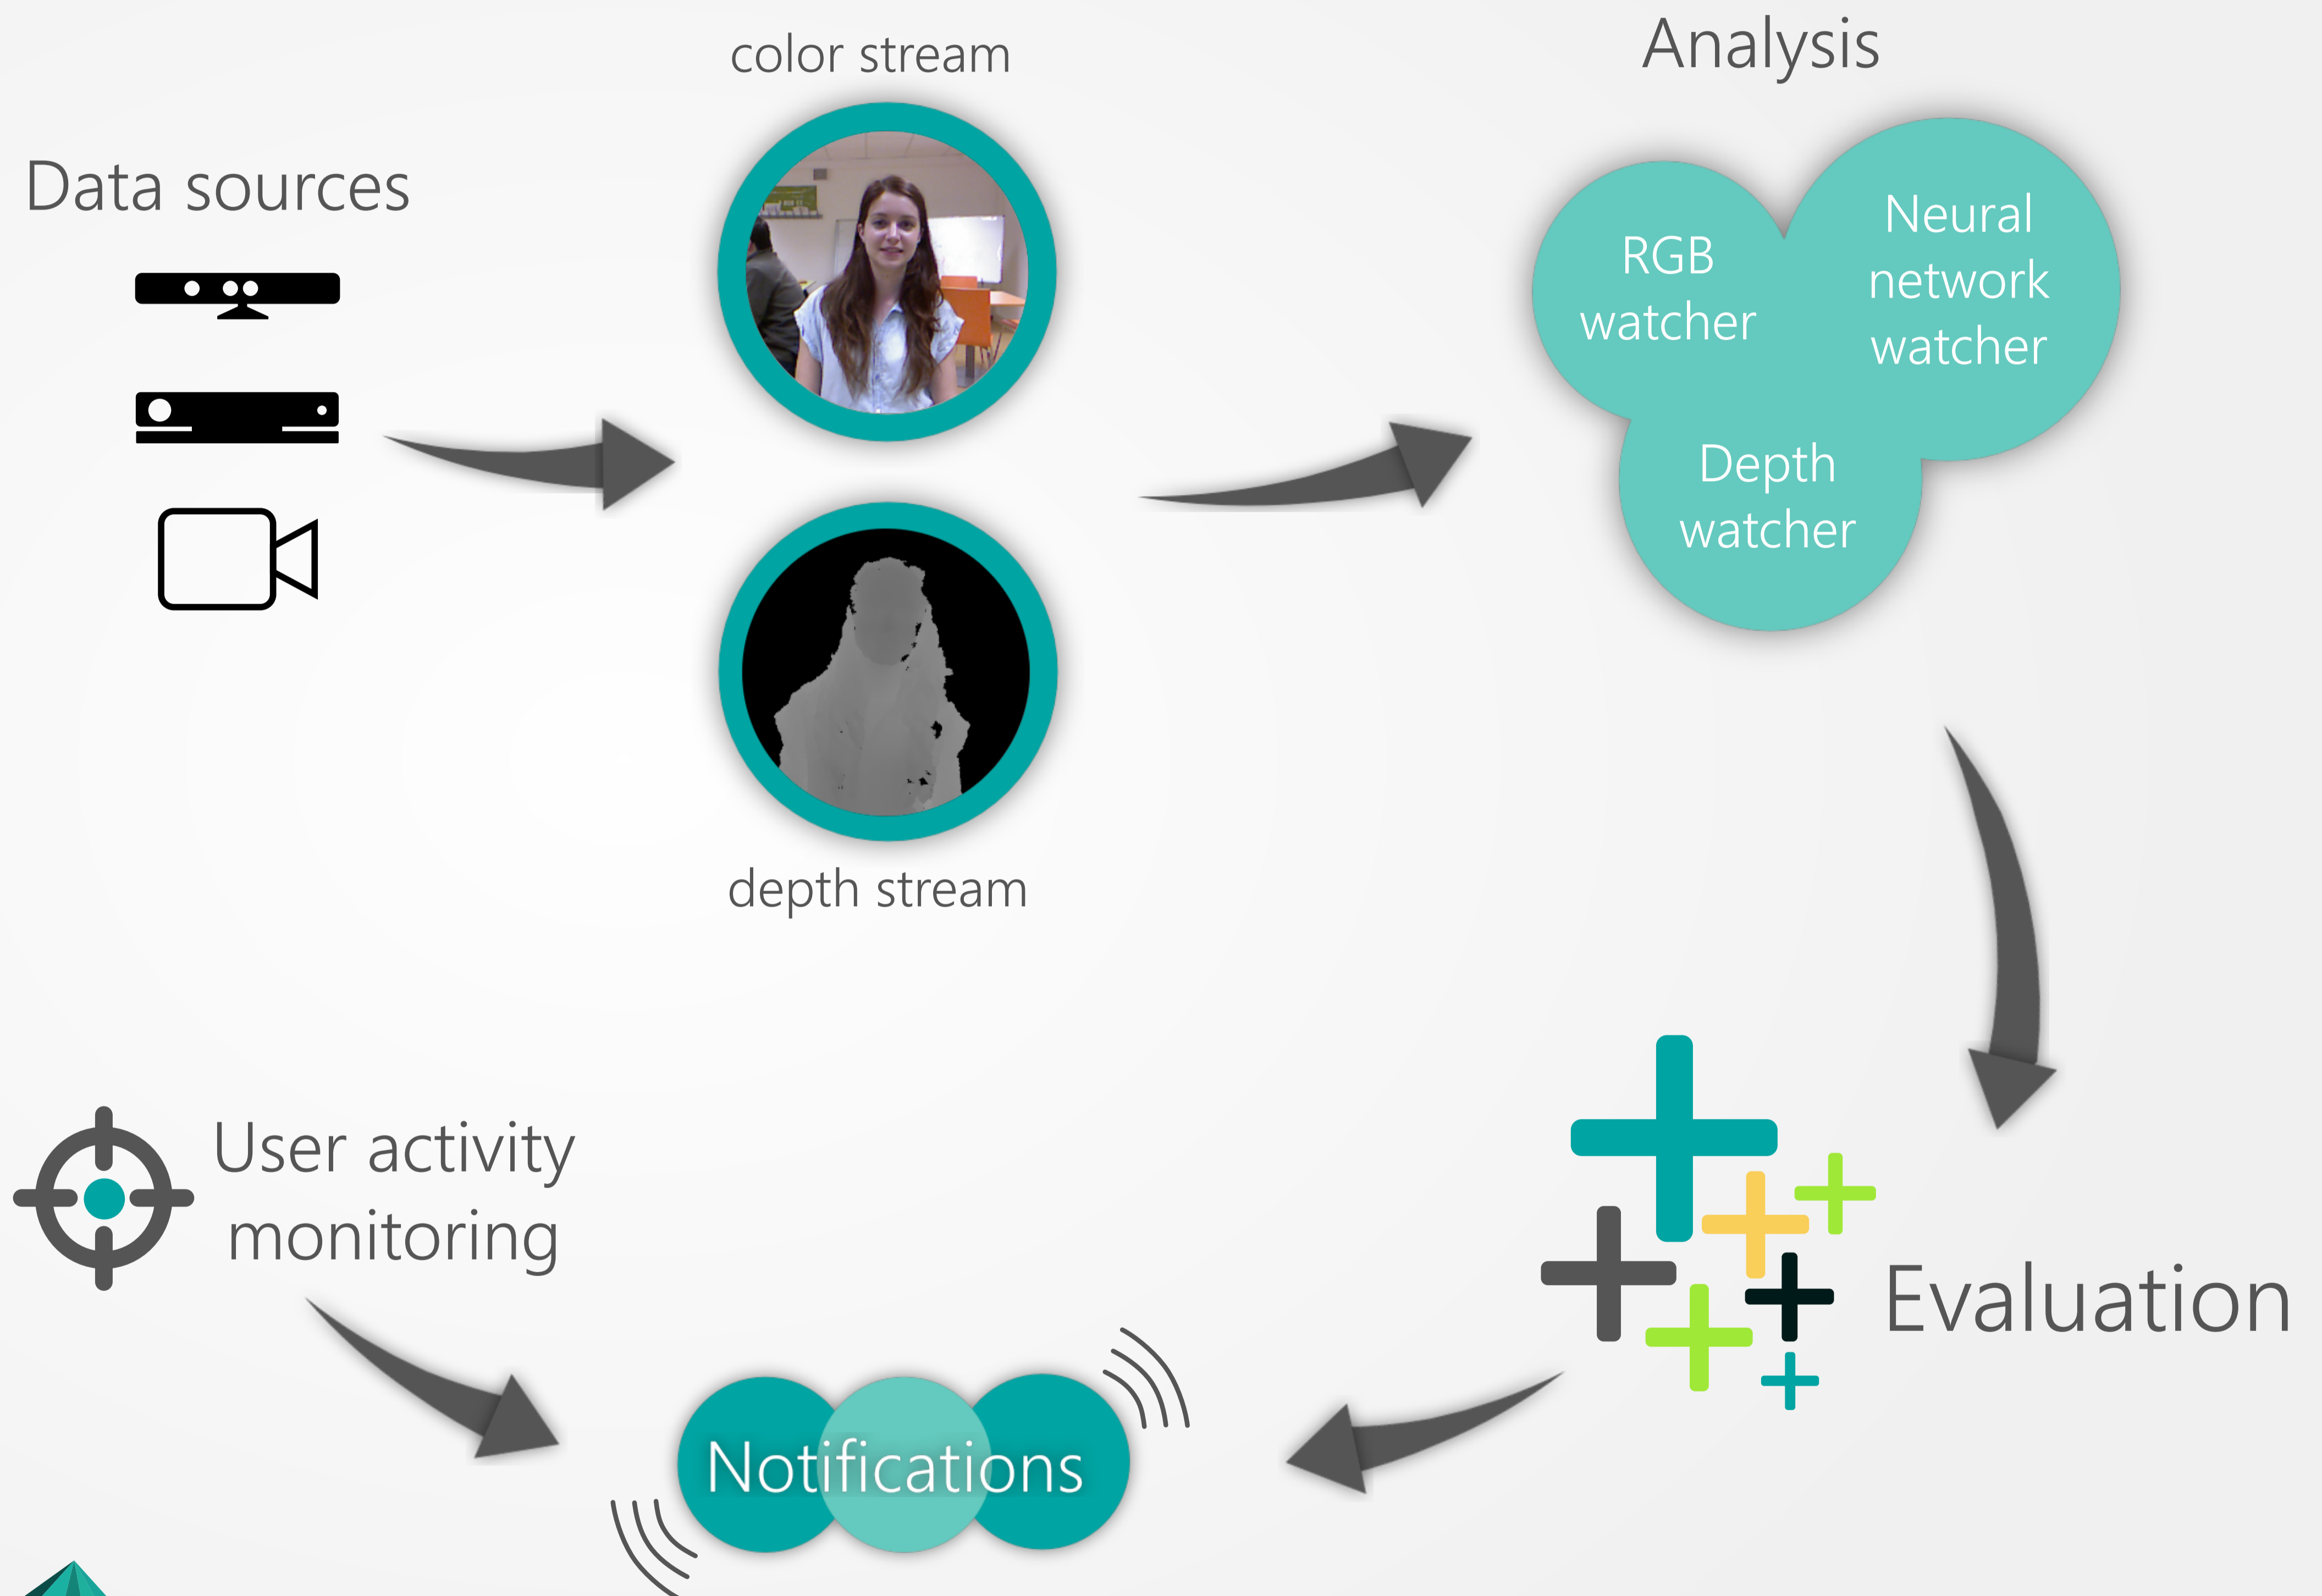 Data sources
color stream
depth stream
Analysis
RGB
watcher
Neural
network
watcher
Depth
watcher
Evaluation
User activity
monitoring
Notifications